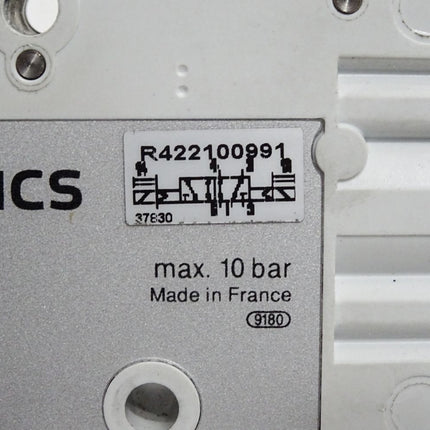 R422100991
ICS
37830
max. 10 bar
Made in France
9180